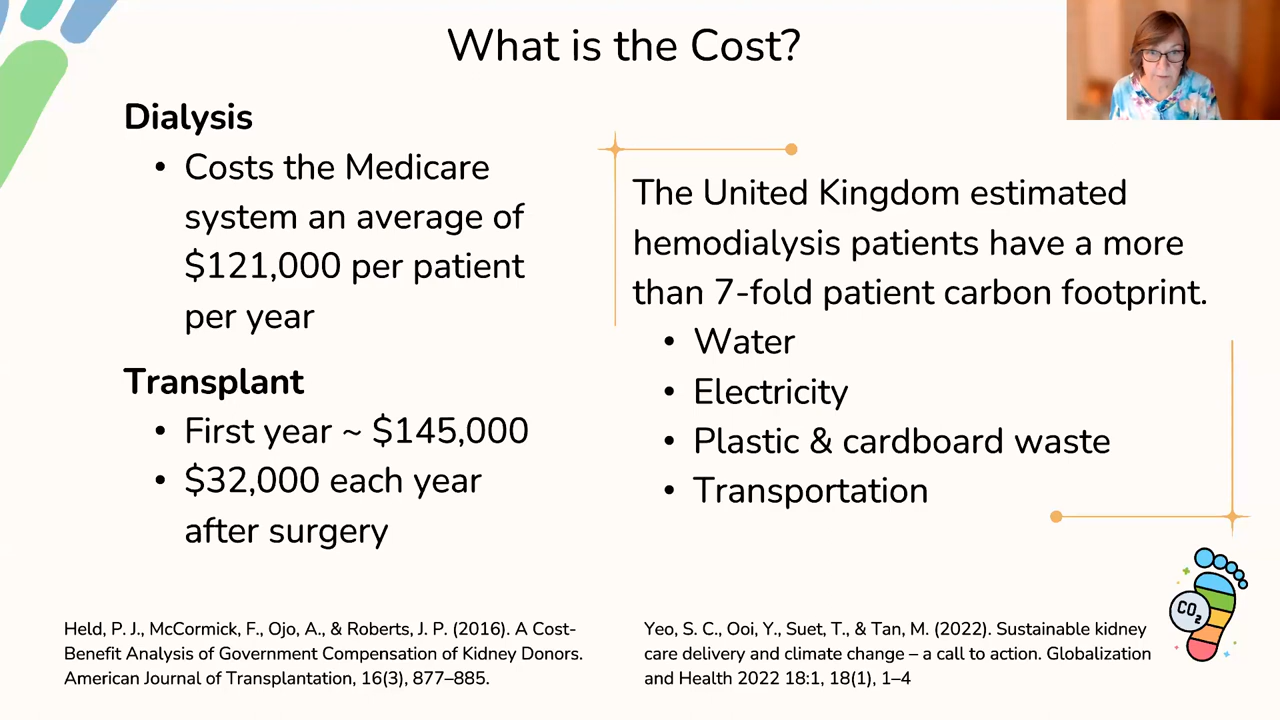 What is the Cost?
Dialysis
• Costs the Medicare
system an average of
$121,000 per patient
per year
Transplant
• First year ~ $145,000
• $32,000 each year
after surgery
The United Kingdom estimated
hemodialysis patients have a more
than 7-fold patient carbon footprint.
• Water
• Electricity
• Plastic & cardboard waste
• Transportation
CO2
Held, P. J., McCormick, F., Ojo, A., & Roberts, J. P. (2016). A Cost-
Benefit Analysis of Government Compensation of Kidney Donors.
American Journal of Transplantation, 16(3), 877–885.
Yeo, S. C., Ooi, Y., Suet, T., & Tan, M. (2022). Sustainable kidney
care delivery and climate change – a call to action. Globalization
and Health 2022 18:1, 18(1), 1–4